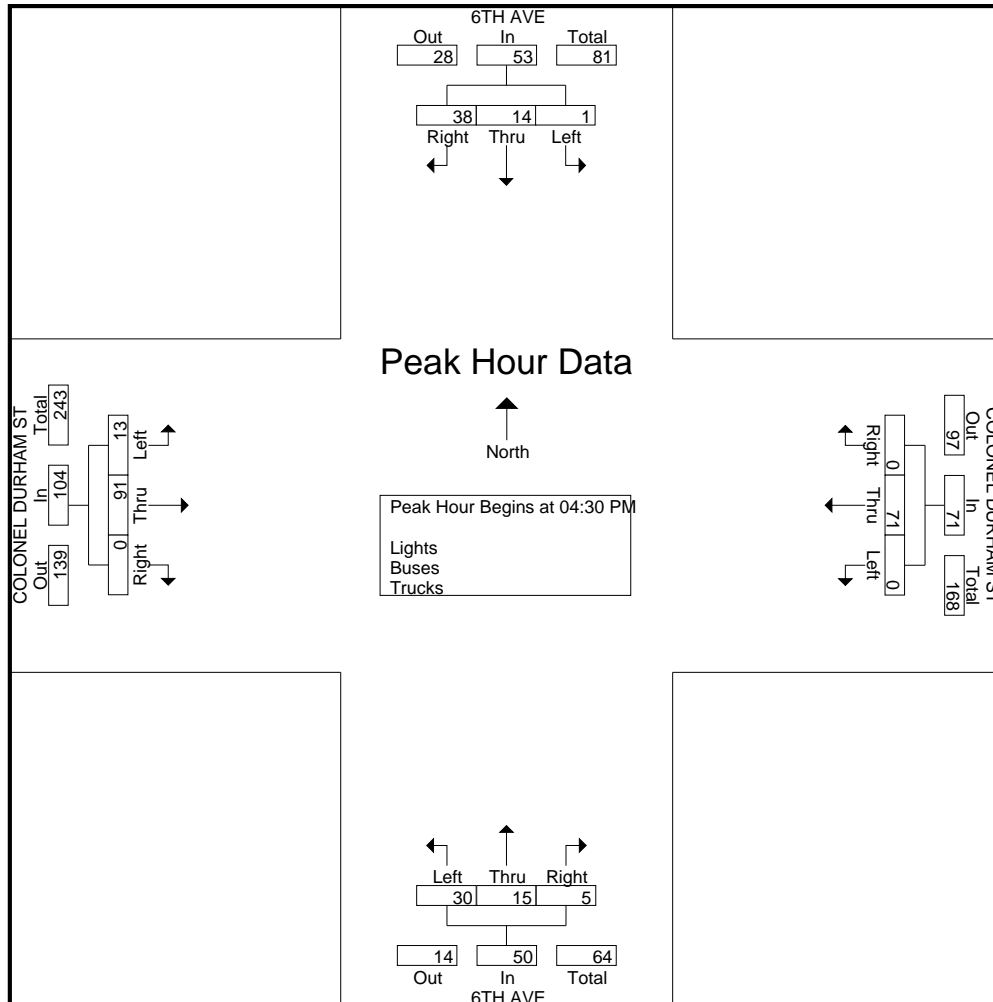 6TH AVE
Out In Total
28 53 81
38 14 1
Right Thru Left
Peak Hour Data
North
Peak Hour Begins at 04:30 PM
Lights
Buses
Trucks
COLONEL DURHAM ST
Out In Total
139 104 243
Left Thru Right
13 91 0
COLONEL DURHAM ST
Out In Total
97 71 168
Right Thru Left
0 71 0
Left Thru Right
30 15 5
14 50 64
Out In Total
6TH AVE